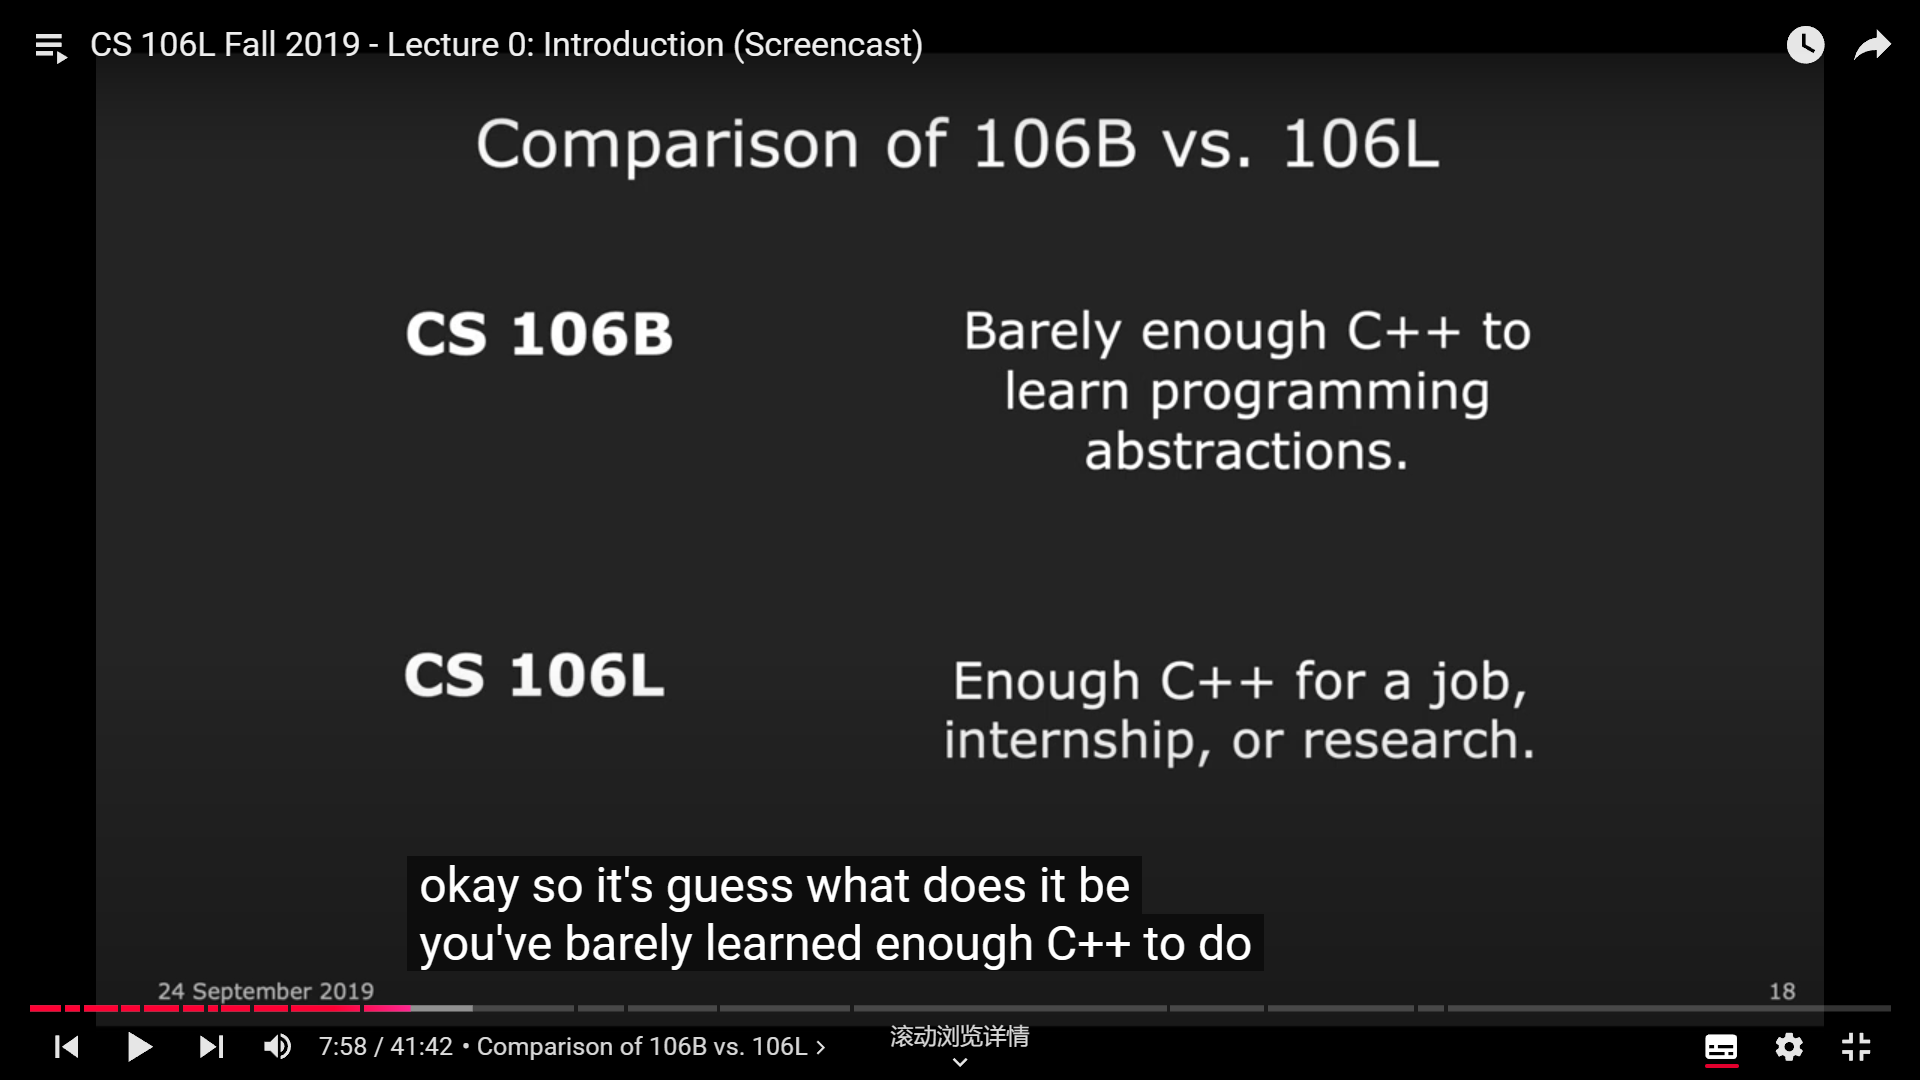 CS 106L Fall 2019 - Lecture 0: Introduction (Screencast)
Comparison of 106B vs. 106L
CS 106B
Barely enough C++ to
learn programming
abstractions.
CS 106L
Enough C++ for a job,
internship, or research.
okay so it's guess what does it be
you've barely learned enough C++ to do
24 September 2019
18
7:58 / 41:42 • Comparison of 106B vs. 106L
滚动浏览详情